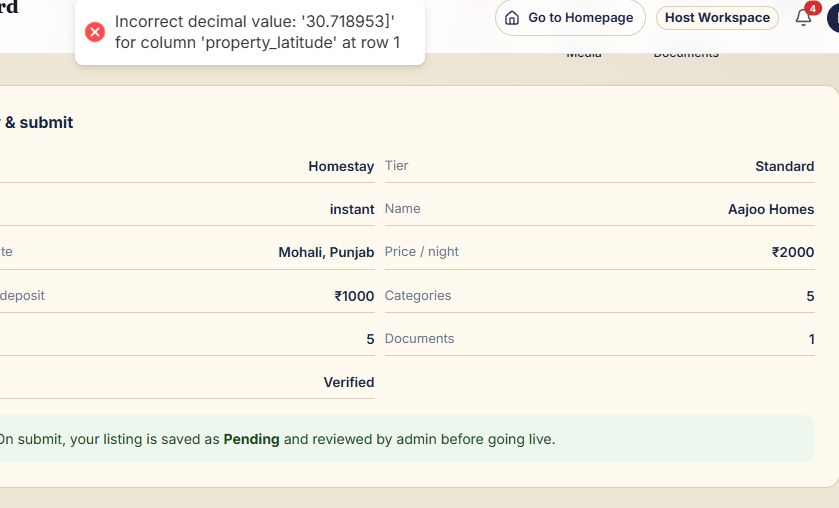 rd
Incorrect decimal value: '30.718953]'
for column 'property_latitude' at row 1
Go to Homepage
Host Workspace
4
Media
Documents
& submit
Homestay
Tier
Standard
instant
Name
Aajoo Homes
te
Mohali, Punjab
Price / night
₹2000
deposit
₹1000
Categories
5
5
Documents
1
Verified
On submit, your listing is saved as Pending and reviewed by admin before going live.